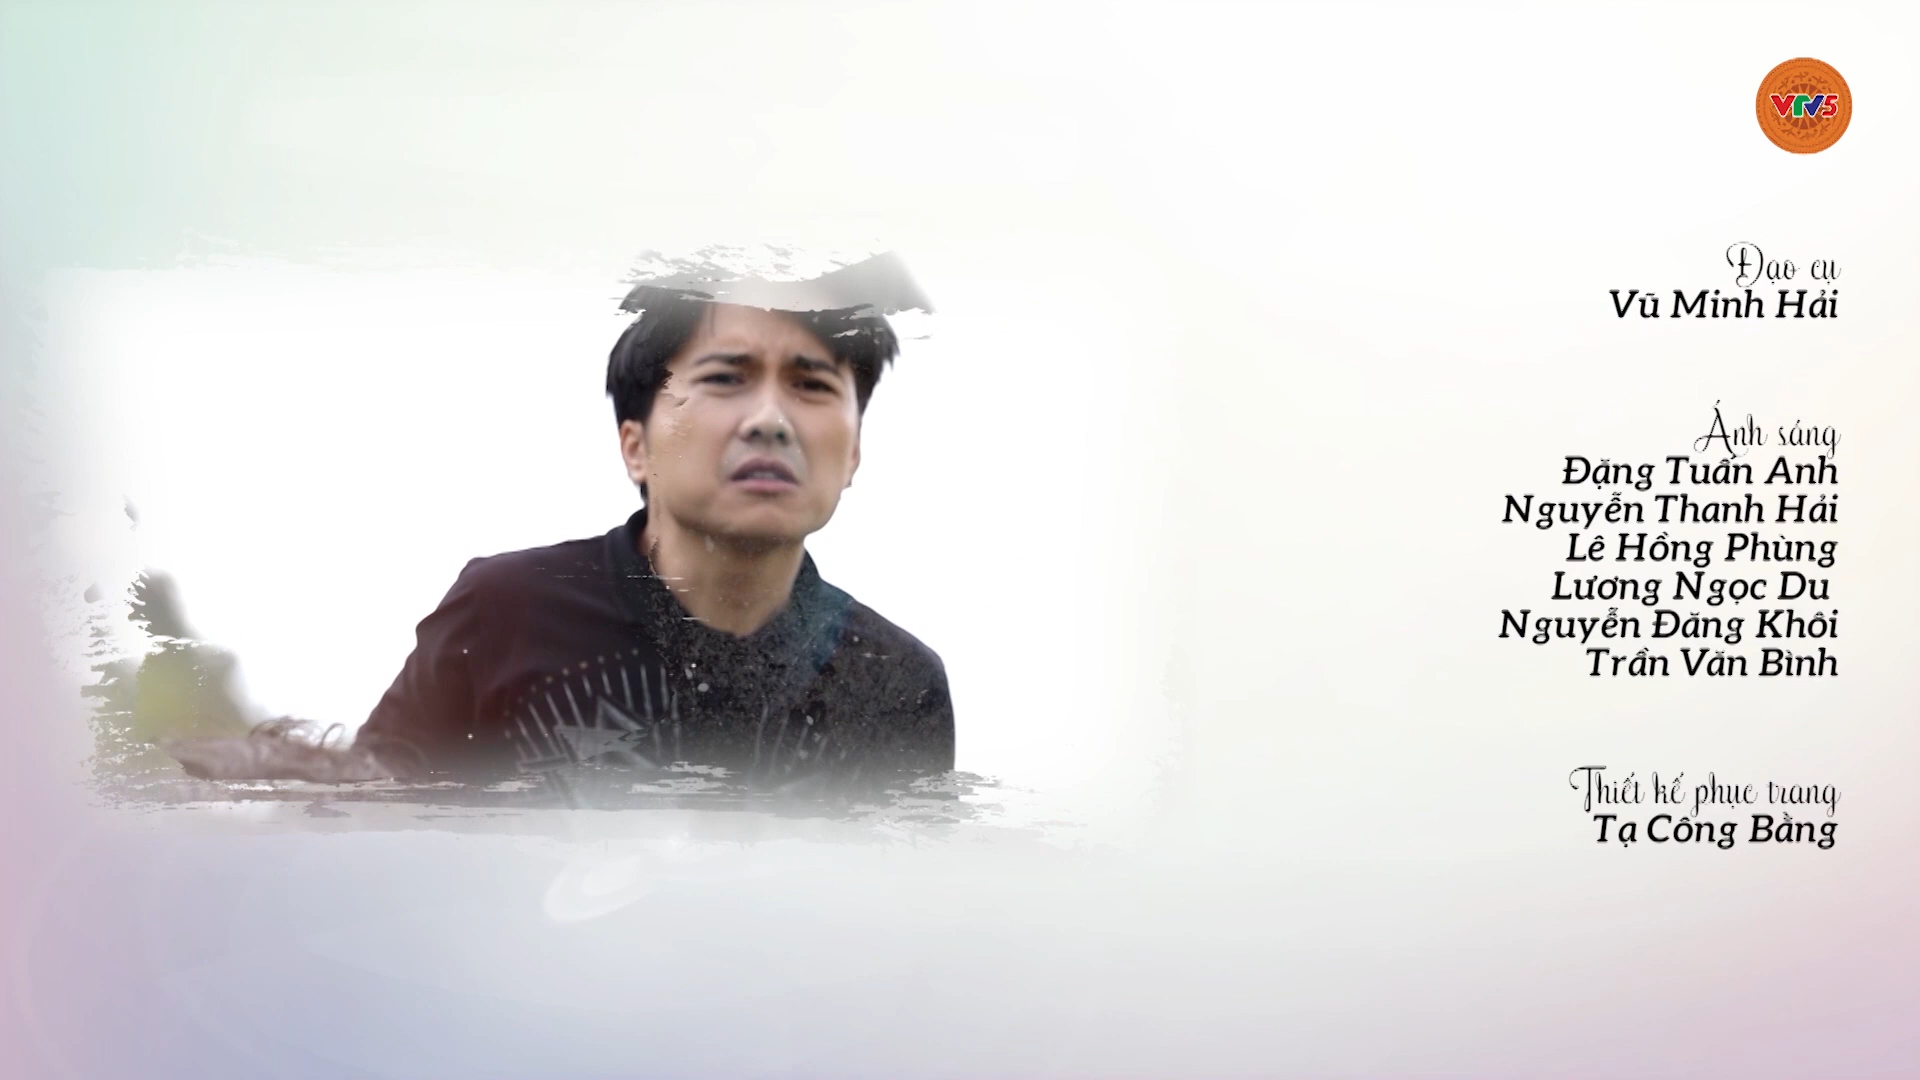 VTV5
Đạo cụ
Vũ Minh Hải
Ánh sáng
Đặng Tuấn Anh
Nguyễn Thanh Hải
Lê Hồng Phùng
Lương Ngọc Du
Nguyễn Đăng Khôi
Trần Văn Bình
Thiết kế phục trang
Tạ Công Bằng